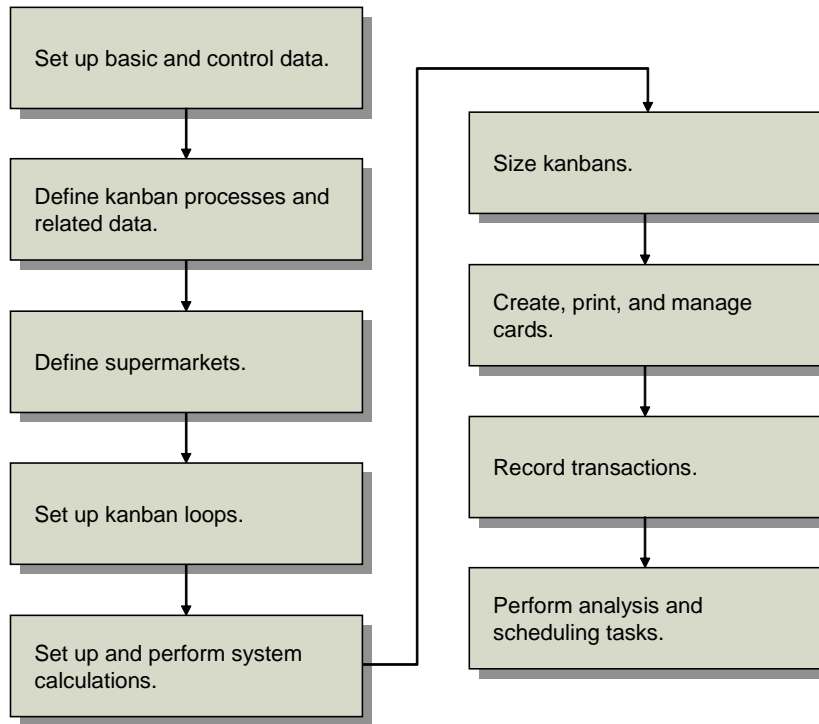 Set up basic and control data.
Define kanban processes and
related data.
Define supermarkets.
Set up kanban loops.
Set up and perform system
calculations.
Size kanbans.
Create, print, and manage
cards.
Record transactions.
Perform analysis and
scheduling tasks.